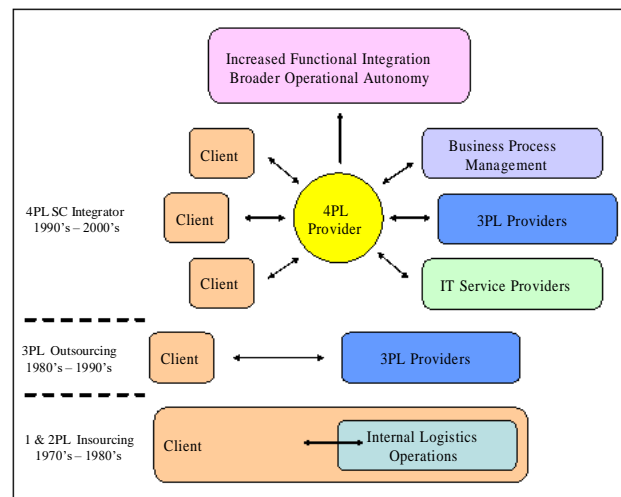 Increased Functional Integration
Broader Operational Autonomy
Client
Business Process
Management
4PL SC Integrator
1990's – 2000's
Client
4PL
Provider
3PL Providers
Client
IT Service Providers
3PL Outsourcing
1980's – 1990's
Client
3PL Providers
1 & 2PL Insourcing
1970's – 1980's
Client
Internal Logistics
Operations